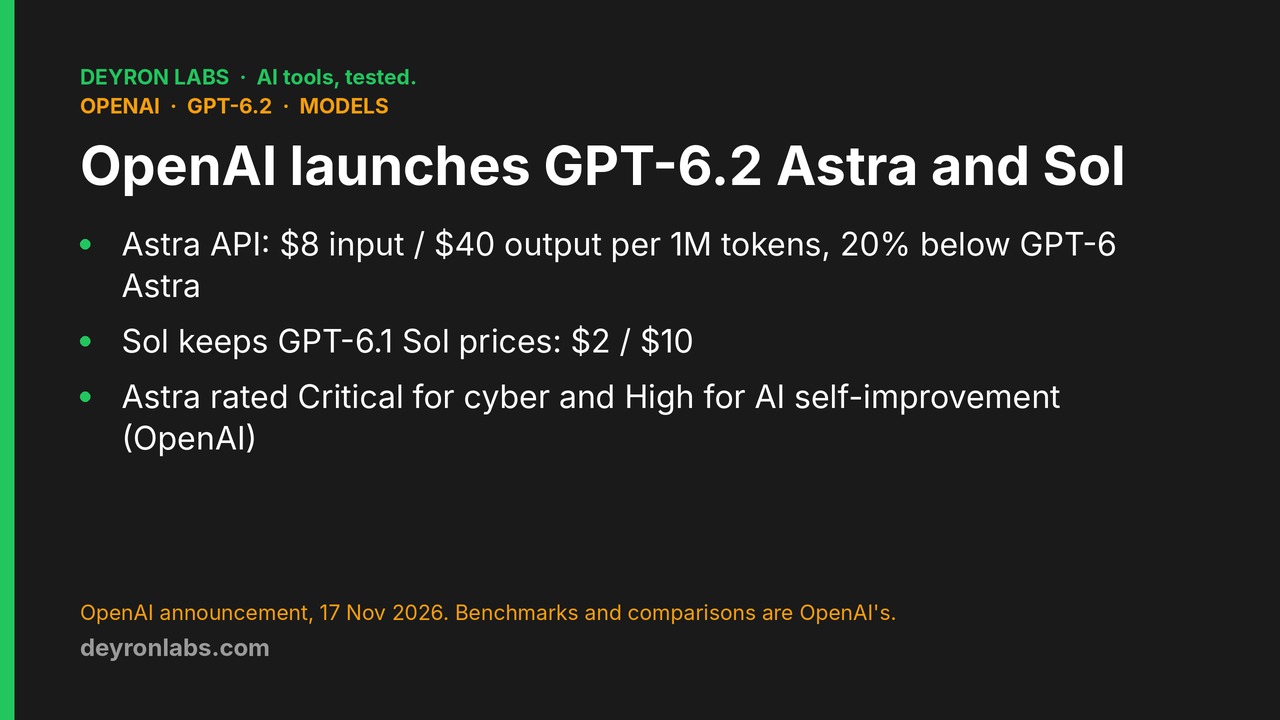 DEYRON LABS · AI tools, tested.
OPENAI · GPT-6.2 · MODELS
OpenAI launches GPT-6.2 Astra and Sol
• Astra API: $8 input / $40 output per 1M tokens, 20% below GPT-6
Astra
• Sol keeps GPT-6.1 Sol prices: $2 / $10
• Astra rated Critical for cyber and High for AI self-improvement
(OpenAI)
OpenAI announcement, 17 Nov 2026. Benchmarks and comparisons are OpenAI's.
deyronlabs.com